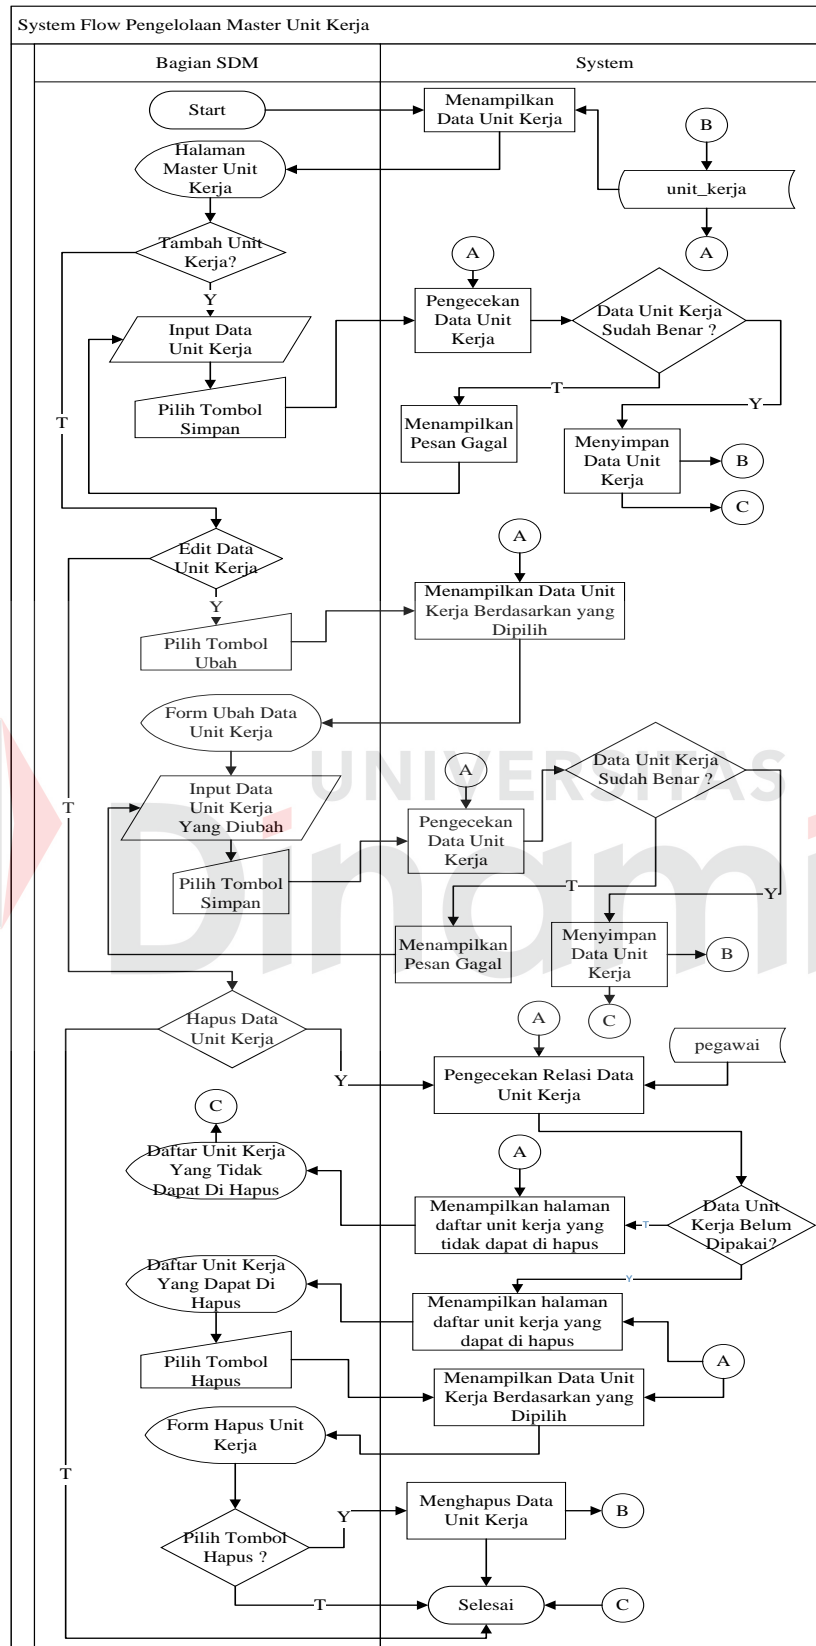 System Flow Pengelolaan Master Unit Kerja
Bagian SDM
System
Start
Menampilkan
Data Unit Kerja
B
Halaman
Master Unit
Kerja
unit_kerja
A
Tambah Unit
Kerja?
Y
A
Input Data
Unit Kerja
Pengecekan
Data Unit
Kerja
Data Unit Kerja
Sudah Benar ?
T
Y
T
Pilih Tombol
Simpan
Menampilkan
Pesan Gagal
Menyimpan
Data Unit
Kerja
B
C
Edit Data
Unit Kerja
A
Y
Menampilkan Data Unit
Kerja Berdasarkan yang
Dipilih
Pilih Tombol
Ubah
Form Ubah Data
Unit Kerja
UNIVERSITAS
Dinami
Data Unit Kerja
Sudah Benar ?
A
T
Input Data
Unit Kerja
Yang Diubah
Pengecekan
Data Unit
Kerja
Pilih Tombol
Simpan
T
Y
Menampilkan
Pesan Gagal
Menyimpan
Data Unit
Kerja
B
C
Hapus Data
Unit Kerja
A
pegawai
Y
Pengecekan Relasi Data
Unit Kerja
C
Daftar Unit Kerja
Yang Tidak
Dapat Di Hapus
A
Menampilkan halaman
daftar unit kerja yang
tidak dapat di hapus
T
Data Unit
Kerja Belum
Dipakai?
Y
Daftar Unit Kerja
Yang Dapat Di
Hapus
Menampilkan halaman
daftar unit kerja yang
dapat di hapus
A
Pilih Tombol
Hapus
Menampilkan Data Unit
Kerja Berdasarkan yang
Dipilih
Form Hapus Unit
Kerja
T
Pilih Tombol
Hapus ?
Y
Menghapus Data
Unit Kerja
B
T
Selesai
C